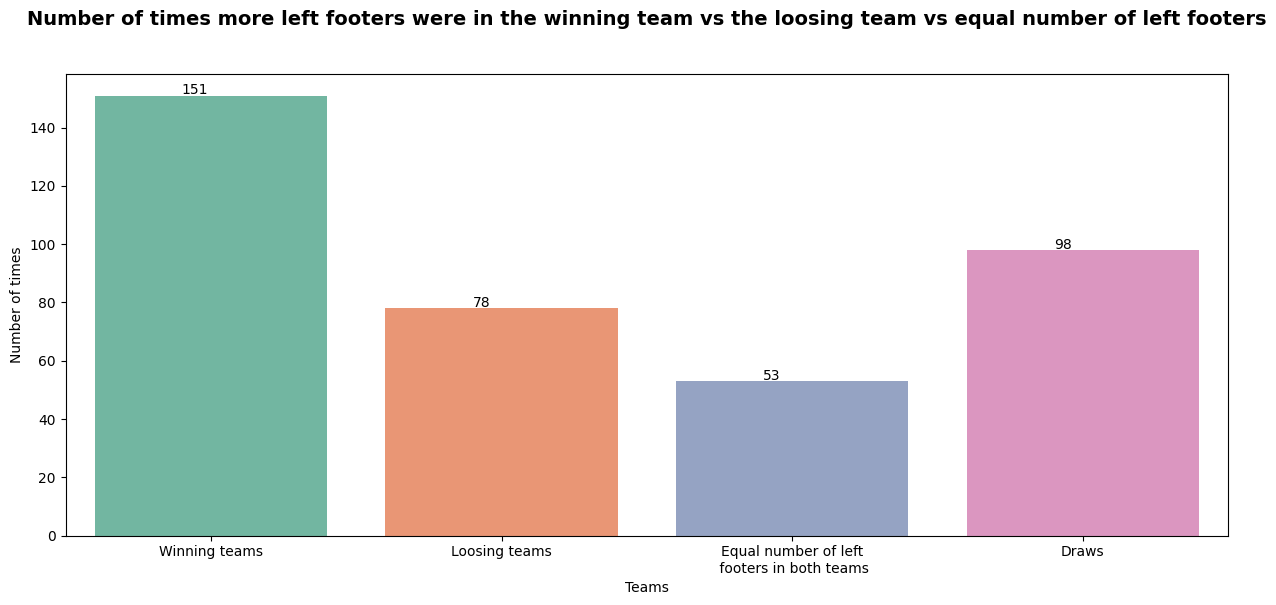 Number of times more left footers were in the winning team vs the loosing team vs equal number of left footers
151
140
120
100
80
60
40
20
0
Number of times
78
53
98
Winning teams
Loosing teams
Equal number of left
footers in both teams
Draws
Teams